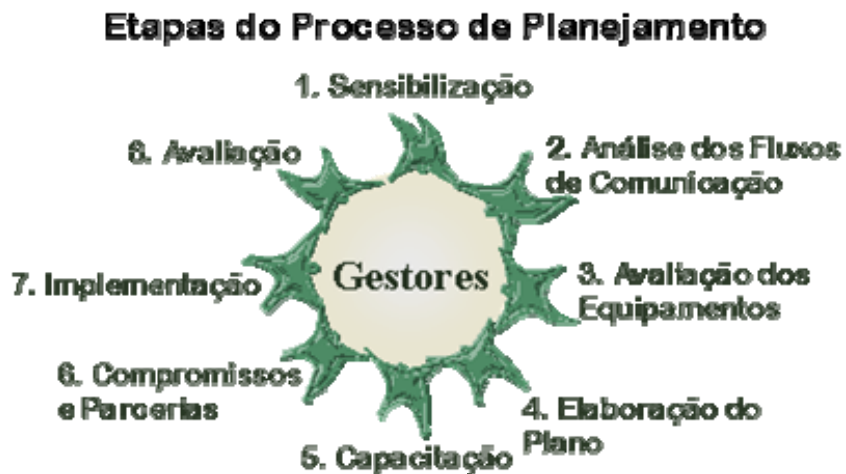 Etapas do Processo de Planejamento
1. Sensibilização
2. Análise dos Fluxos
de Comunicação
3. Avaliação dos
Equipamentos
4. Elaboração do
Plano
5. Capacitação
6. Compromissos
e Parcerias
7. Implementação
8. Avaliação
Gestores